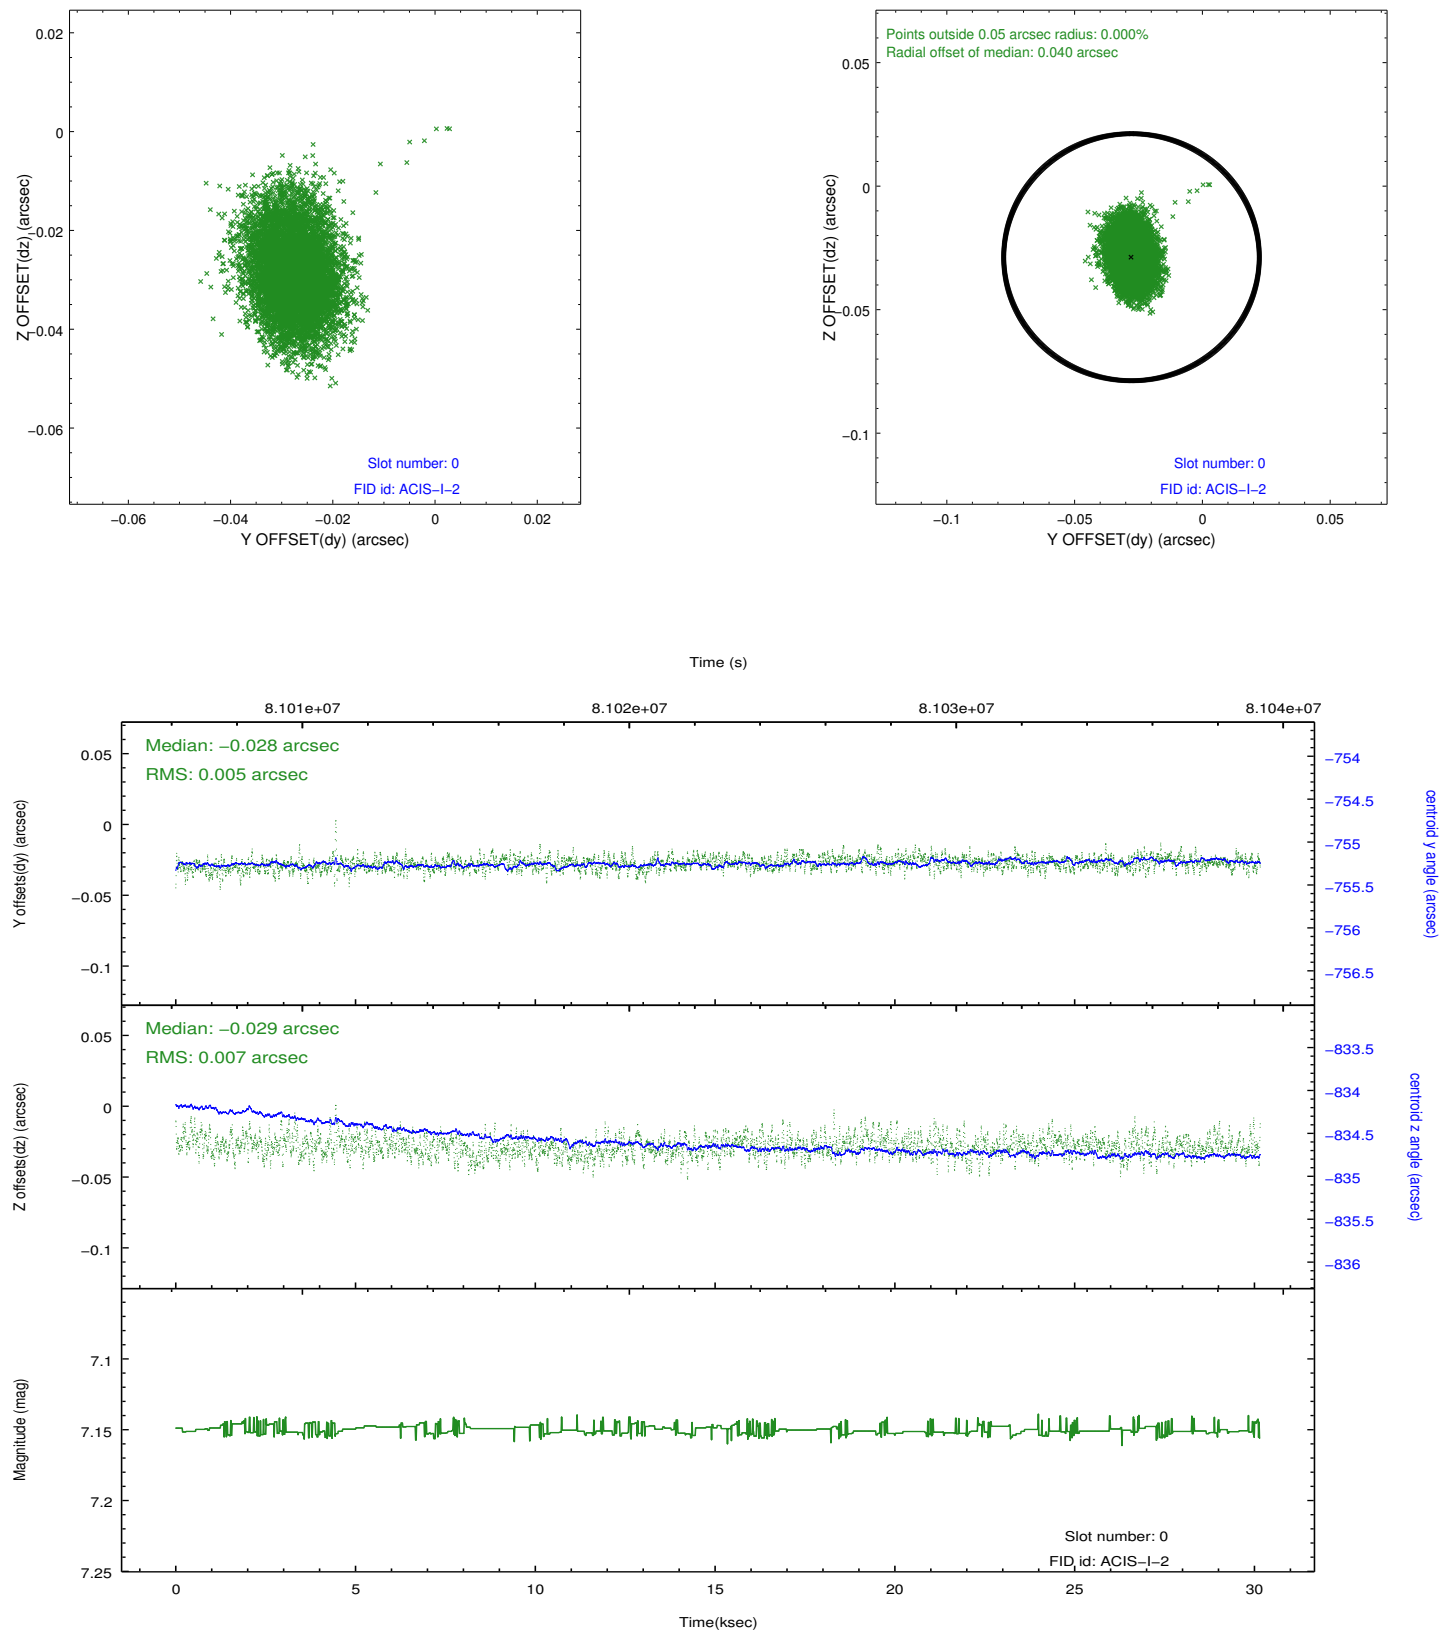 0.02
0
−0.02
−0.04
−0.06
Z OFFSET(dz) (arcsec)
Slot number: 0
FID id: ACIS−I−2
−0.06
−0.04
−0.02
0
0.02
Y OFFSET(dy) (arcsec)
Points outside 0.05 arcsec radius: 0.000%
Radial offset of median: 0.040 arcsec
0.05
0
−0.05
−0.1
Z OFFSET(dz) (arcsec)
Slot number: 0
FID id: ACIS−I−2
−0.1
−0.05
0
0.05
Y OFFSET(dy) (arcsec)
Time (s)
8.101e+07
8.102e+07
8.103e+07
8.104e+07
Median: −0.028 arcsec
RMS: 0.005 arcsec
0.05
0
−0.05
−0.1
Y offsets(dy) (arcsec)
−754
−754.5
−755
−755.5
−756
−756.5
centroid y angle (arcsec)
Median: −0.029 arcsec
RMS: 0.007 arcsec
0.05
0
−0.05
−0.1
Z offsets(dz) (arcsec)
−833.5
−834
−834.5
−835
−835.5
−836
centroid z angle (arcsec)
7.1
7.15
7.2
7.25
Magnitude (mag)
Slot number: 0
FID id: ACIS−I−2
0
5
10
15
20
25
30
Time(ksec)